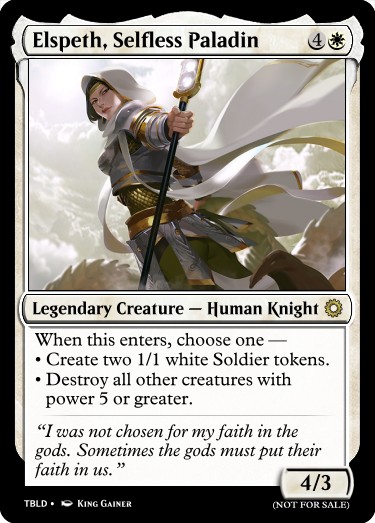 Elspeth, Selfless Paladin 4
Legendary Creature — Human Knight
When this enters, choose one —
• Create two 1/1 white Soldier tokens.
• Destroy all other creatures with
power 5 or greater.
“I was not chosen for my faith in the
gods. Sometimes the gods must put their
faith in us.”
4/3
TBLD • King Gainer
(NOT FOR SALE)